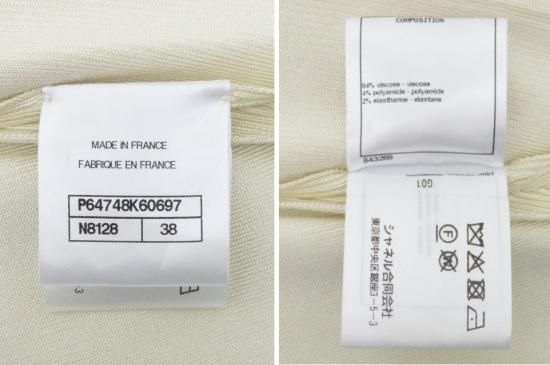 MADE IN FRANCE
FABRIQUE EN FRANCE
P64748K60697
N8128
38
COMPOSITION
94% viscose - viscose
4% polyamide - polyamide
2% elasthanne - elastane
843269
G01
シャネル合同会社
東京都中央区銀座3-5-3
F